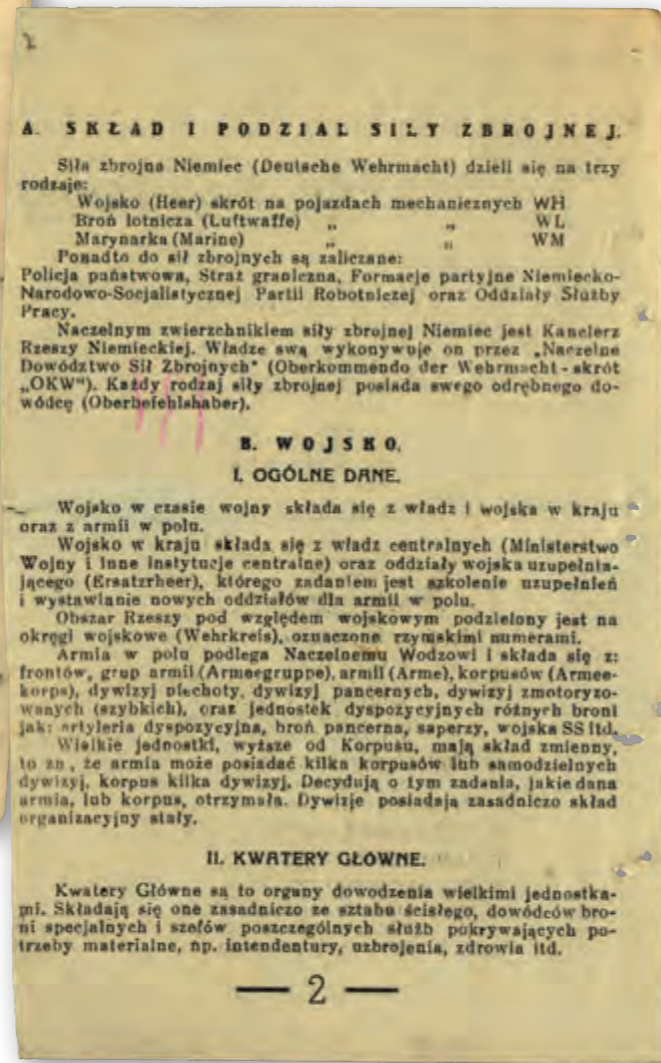 2
A. SKŁAD I PODZIAL SIŁY ZBROJNEJ.
Siła zbrojna Niemiec (Deutsche Wehrmacht) dzieli się na trzy
rodzaje:
Wojsko (Heer) skrót na pojazdach mechanicznych WH
Broń lotnicza (Luftwaffe) „ „ WL
Marynarka (Marine) „ „ WM
Ponadto do sił zbrojnych są zaliczane:
Policja państwowa, Straż graniczna, Formacje partyjne Niemiecko-
Narodowo-Socjalistycznej Partii Robotniczej oraz Oddziały Służby
Pracy.
Naczelnym zwierzchnikiem siły zbrojnej Niemiec jest Kanclerz
Rzeszy Niemieckiej. Władze swą wykonywuje on przez „Naczelne
Dowództwo Sił Zbrojnych" (Oberkommendo der Wehrmacht - skrót
„OKW"). Każdy rodzaj siły zbrojnej posiada swego odrębnego do-
wódcę (Oberbefehlshaber).
B. WOJSKO.
I. OGÓLNE DANE.
Wojsko w czasie wojny składa się z władz i wojska w kraju
oraz z armii w polu.
Wojsko w kraju składa się z władz centralnych (Ministerstwo
Wojny i inne instytucje centralne) oraz oddziały wojska uzupełnia-
jącego (Ersatzrheer), którego zadaniem jest szkolenie uzupełnień
i wystawianie nowych oddziałów dla armii w polu.
Obszar Rzeszy pod względem wojskowym podzielony jest na
okręgi wojskowe (Wehrkreis), oznaczone rzymskimi numerami.
Armia w polu podlega Naczelnemu Wodzowi i składa się z:
frontów, grup armii (Armeegruppe), armii (Arme), korpusów (Armee-
korps), dywizyj piechoty, dywizyj pancernych, dywizyj zmotoryzo-
wanych (szybkich), oraz jednostek dyspozycyjnych różnych broni
jak: artyleria dyspozycyjna, broń pancerna, saperzy, wojska SS itd.
Wielkie jednostki, wyższe od Korpusu, mają skład zmienny,
to zn, że armia może posiadać kilka korpusów lub samodzielnych
dywizyj, korpus kilka dywizyj. Decydują o tym zadania, jakie dana
armia, lub korpus, otrzymała. Dywizje posiadają zasadniczo skład
organizacyjny stały.
II. KWATERY GŁOWNE.
Kwatery Główne są to organy dowodzenia wielkimi jednostka-
mi. Składają się one zasadniczo ze sztabu ścisłego, dowódców bro-
ni specjalnych i szefów poszczególnych służb pokrywających po-
trzeby materialne, np. intendentury, uzbrojenia, zdrowia itd.
— 2 —